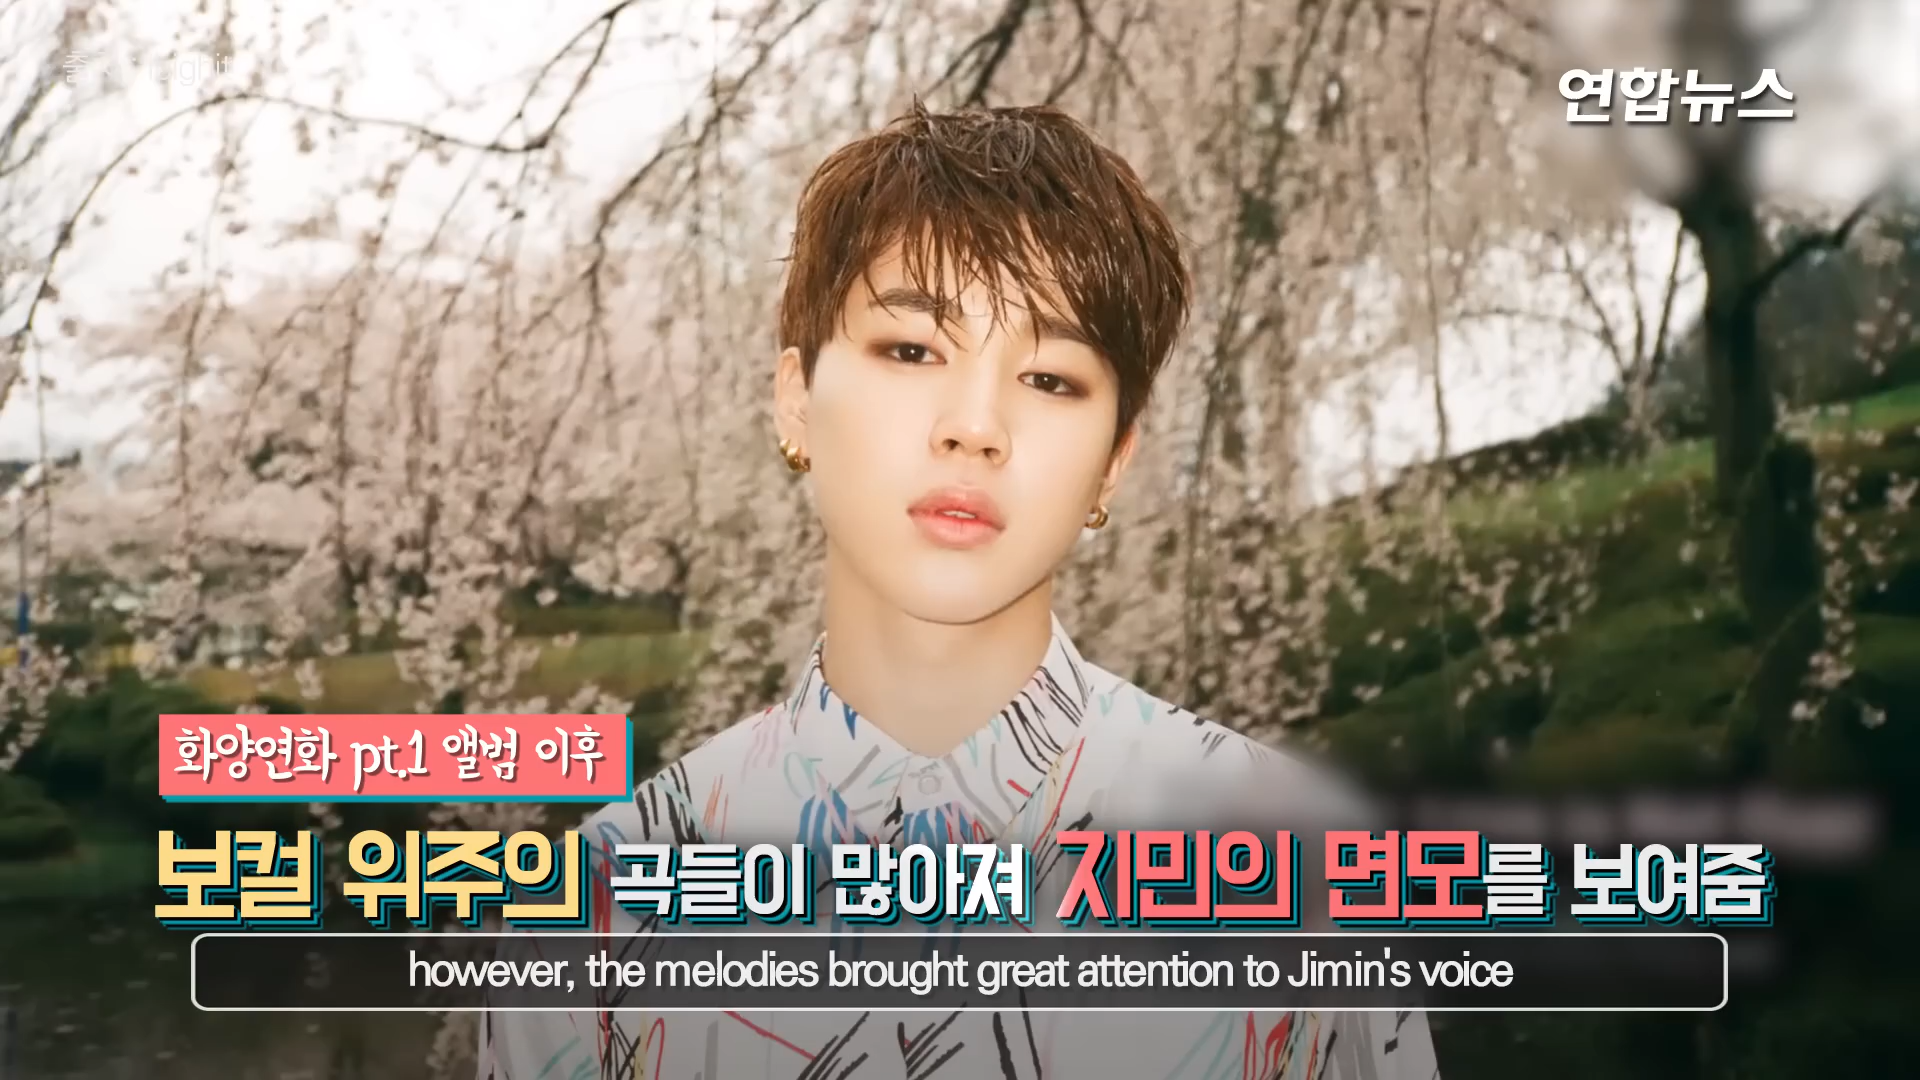 연합뉴스
화양연화 pt.1 앨범 이후
보컬 위주의 곡들이 많아져 지민의 면모를 보여줌
however, the melodies brought great attention to Jimin's voice